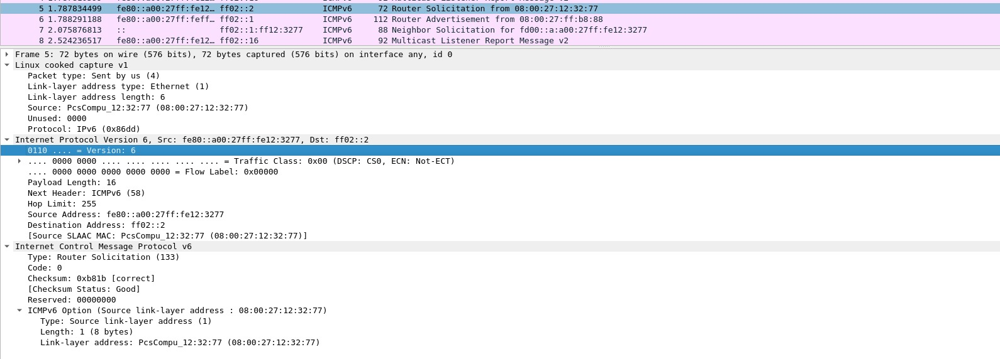 5 1.787834499 fe80::a00:27ff:fe12… ff02::2 ICMPv6 72 Router Solicitation from 08:00:27:12:32:77
6 1.788291188 fe80::a00:27ff:feff… ff02::1 ICMPv6 112 Router Advertisement from 08:00:27:ff:b8:88
7 2.075876813 :: ff02::1:ff12:3277 ICMPv6 88 Neighbor Solicitation for fd00::a:a00:27ff:fe12:3277
8 2.524236517 fe80::a00:27ff:fe12… ff02::16 ICMPv6 92 Multicast Listener Report Message v2
Frame 5: 72 bytes on wire (576 bits), 72 bytes captured (576 bits) on interface any, id 0
Linux cooked capture v1
Packet type: Sent by us (4)
Link-layer address type: Ethernet (1)
Link-layer address length: 6
Source: PcsCompu_12:32:77 (08:00:27:12:32:77)
Unused: 0000
Protocol: IPv6 (0x86dd)
Internet Protocol Version 6, Src: fe80::a00:27ff:fe12:3277, Dst: ff02::2
0110 .... = Version: 6
.... 0000 0000 .... .... .... .... .... = Traffic Class: 0x00 (DSCP: CS0, ECN: Not-ECT)
.... 0000 0000 0000 0000 0000 = Flow Label: 0x00000
Payload Length: 16
Next Header: ICMPv6 (58)
Hop Limit: 255
Source Address: fe80::a00:27ff:fe12:3277
Destination Address: ff02::2
[Source SLAAC MAC: PcsCompu_12:32:77 (08:00:27:12:32:77)]
Internet Control Message Protocol v6
Type: Router Solicitation (133)
Code: 0
Checksum: 0xb81b [correct]
[Checksum Status: Good]
Reserved: 00000000
ICMPv6 Option (Source link-layer address : 08:00:27:12:32:77)
Type: Source link-layer address (1)
Length: 1 (8 bytes)
Link-layer address: PcsCompu_12:32:77 (08:00:27:12:32:77)